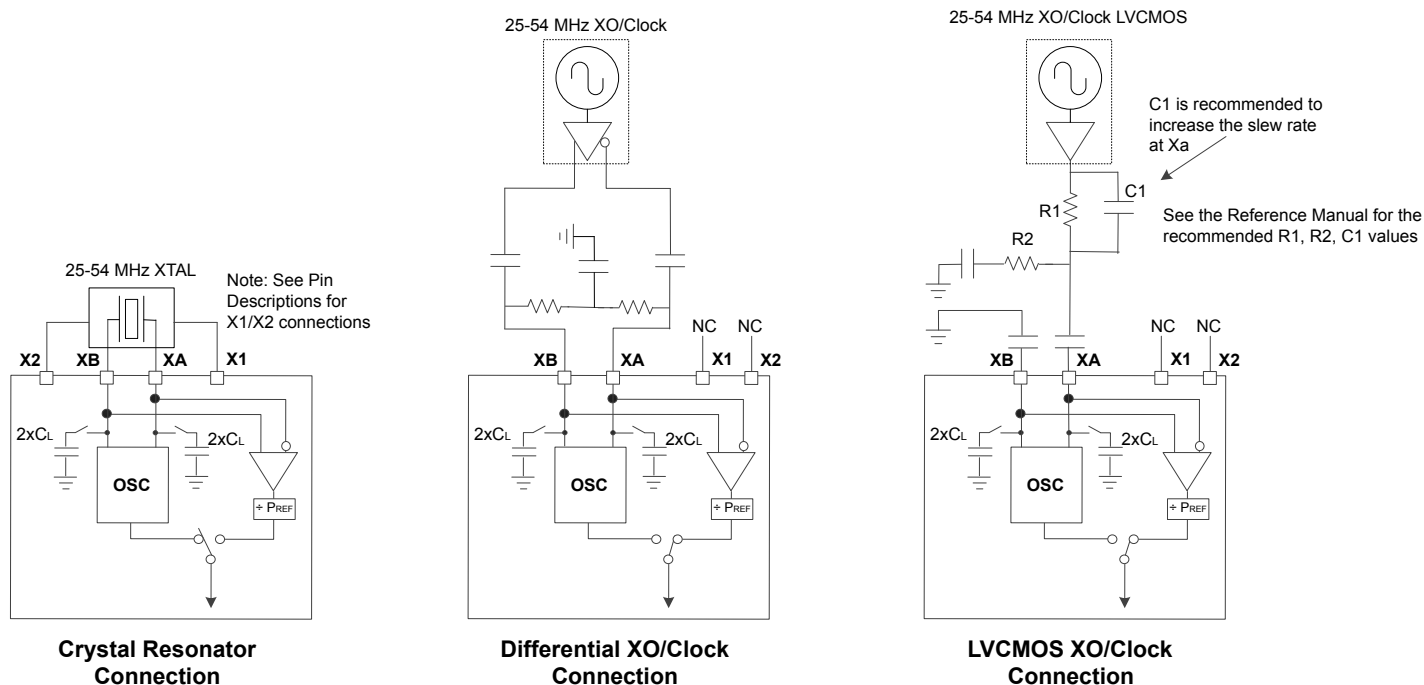 25-54 MHz XTAL
Note: See Pin
Descriptions for
X1/X2 connections
X2
XB
XA
X1
2xCL
2xCL
OSC
÷ PREF
Crystal Resonator
Connection
25-54 MHz XO/Clock
NC
NC
XB
XA
X1
X2
2xCL
2xCL
OSC
÷ PREF
Differential XO/Clock
Connection
25-54 MHz XO/Clock LVCMOS
C1 is recommended to
increase the slew rate
at Xa
C1
R1
See the Reference Manual for the
recommended R1, R2, C1 values
R2
NC
NC
XB
XA
X1
X2
2xCL
2xCL
OSC
÷ PREF
LVCMOS XO/Clock
Connection